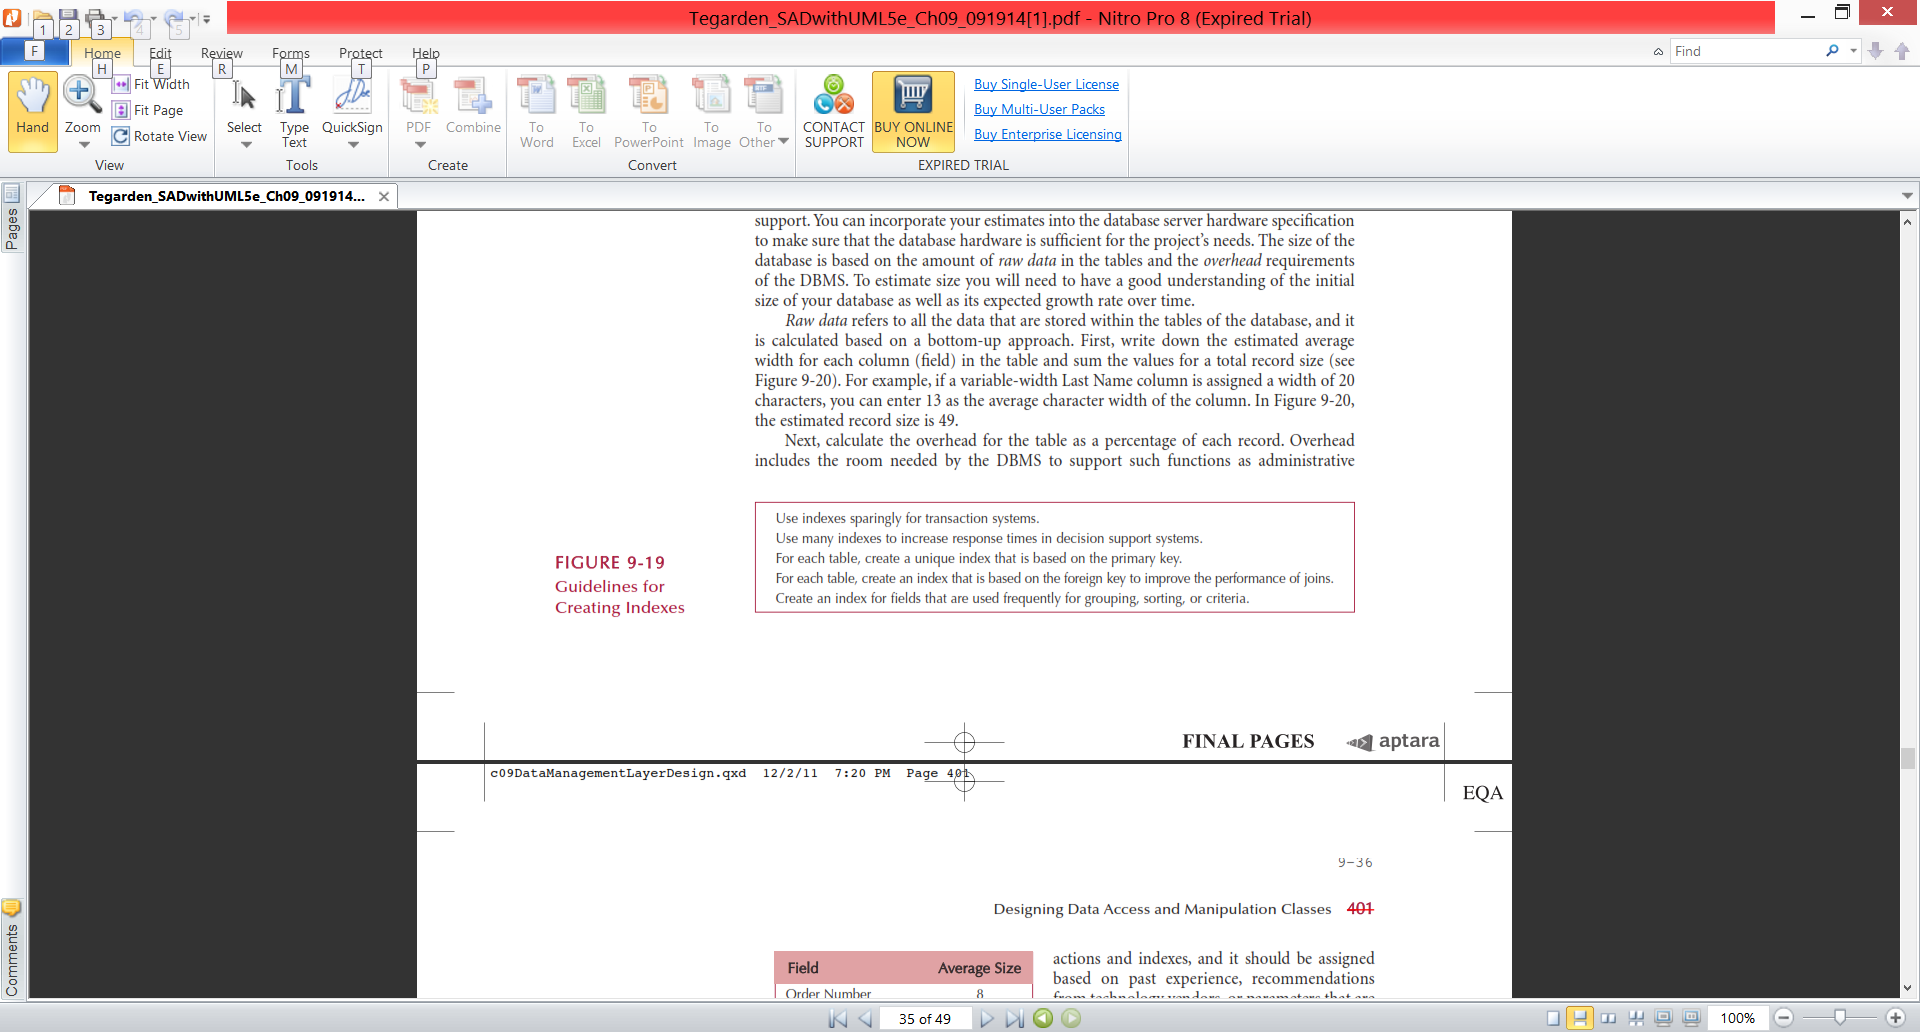 Tegarden_SADwithUML5e_Ch09_091914[1].pdf - Nitro Pro 8 (Expired Trial)
1 2 3 4 5
F Home Edit Review Forms Protect Help Find
H E R M T P
Hand
Zoom
Fit Width
Fit Page
Rotate View
View
Select
Type
Text
QuickSign
Tools
PDF
Combine
Create
To
Word
To
Excel
To
PowerPoint
To
Image
To
Other
Convert
CONTACT
SUPPORT
BUY ONLINE
NOW
Buy Single-User License
Buy Multi-User Packs
Buy Enterprise Licensing
EXPIRED TRIAL
Tegarden_SADwithUML5e_Ch09_091914...
Pages
Comments
support. You can incorporate your estimates into the database server hardware specification
to make sure that the database hardware is sufficient for the project's needs. The size of the
database is based on the amount of raw data in the tables and the overhead requirements
of the DBMS. To estimate size you will need to have a good understanding of the initial
size of your database as well as its expected growth rate over time.
Raw data refers to all the data that are stored within the tables of the database, and it
is calculated based on a bottom-up approach. First, write down the estimated average
width for each column (field) in the table and sum the values for a total record size (see
Figure 9-20). For example, if a variable-width Last Name column is assigned a width of 20
characters, you can enter 13 as the average character width of the column. In Figure 9-20,
the estimated record size is 49.
Next, calculate the overhead for the table as a percentage of each record. Overhead
includes the room needed by the DBMS to support such functions as administrative
FIGURE 9-19
Guidelines for
Creating Indexes
Use indexes sparingly for transaction systems.
Use many indexes to increase response times in decision support systems.
For each table, create a unique index that is based on the primary key.
For each table, create an index that is based on the foreign key to improve the performance of joins.
Create an index for fields that are used frequently for grouping, sorting, or criteria.
FINAL PAGES aptara
c09DataManagementLayerDesign.qxd 12/2/11 7:20 PM Page 401
EQA
9-36
Designing Data Access and Manipulation Classes 401
Field Average Size
Order Number 8
actions and indexes, and it should be assigned
based on past experience, recommendations
from technology vendors, or parameters that are
35 of 49
100%